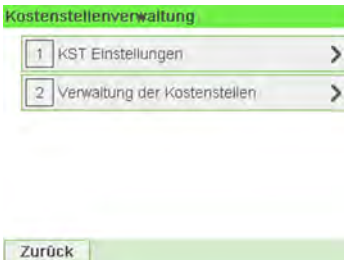 Kostenstellenverwaltung
1 KST Einstellungen
2 Verwaltung der Kostenstellen
Zurück